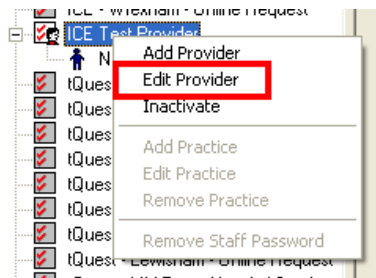 ICE - Wrexham - Online Request
ICE Test Provider
Add Provider
N
Edit Provider
tQues
Inactivate
tQues
tQues
Add Practice
tQues
Edit Practice
tQues
Remove Practice
tQues
tQues
Remove Staff Password
tQuest - Lewisham - Online Request